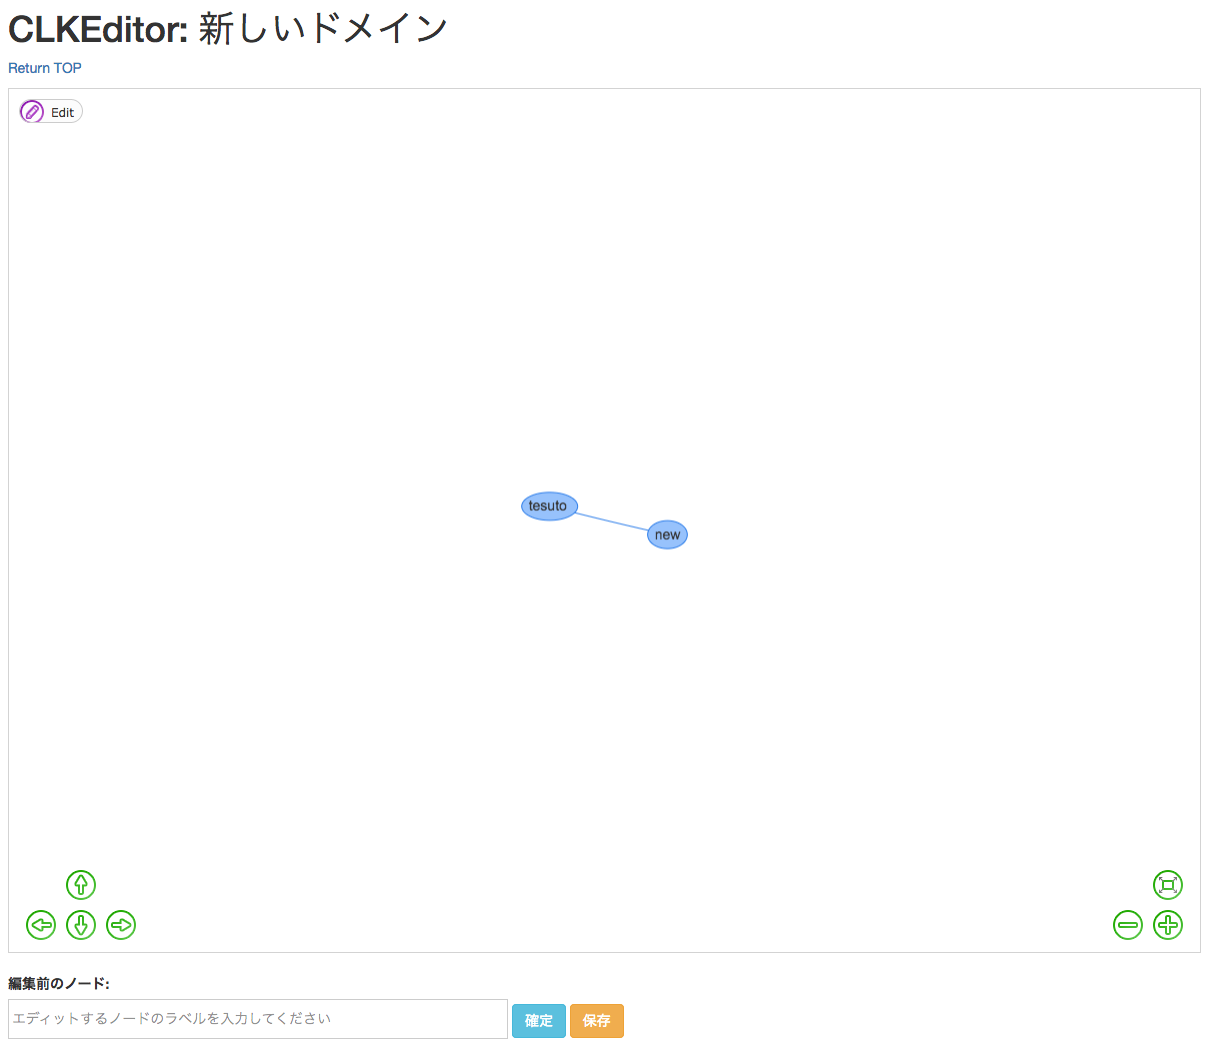 CLKEditor: 新しいドメイン
Return TOP
Edit
tesuto
new
編集前のノード:
エディットするノードのラベルを入力してください
確定
保存